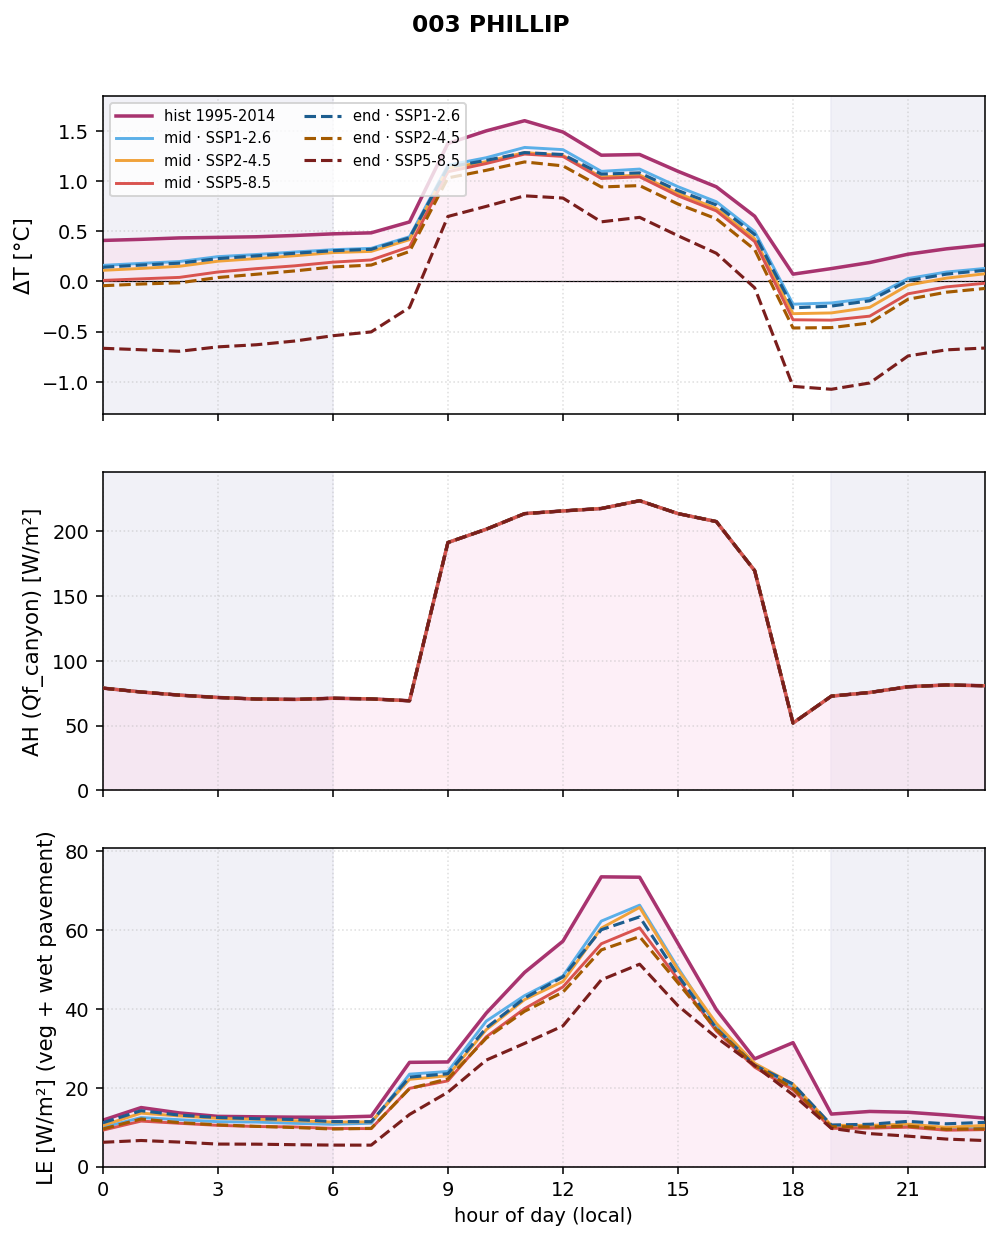 003 PHILLIP
hist 1995-2014
mid · SSP1-2.6
mid · SSP2-4.5
mid · SSP5-8.5
end · SSP1-2.6
end · SSP2-4.5
end · SSP5-8.5
ΔT [°C]
1.5
1.0
0.5
0.0
−0.5
−1.0
AH (Qf_canyon) [W/m²]
200
150
100
50
0
LE [W/m²] (veg + wet pavement)
80
60
40
20
0
0 3 6 9 12 15 18 21
hour of day (local)